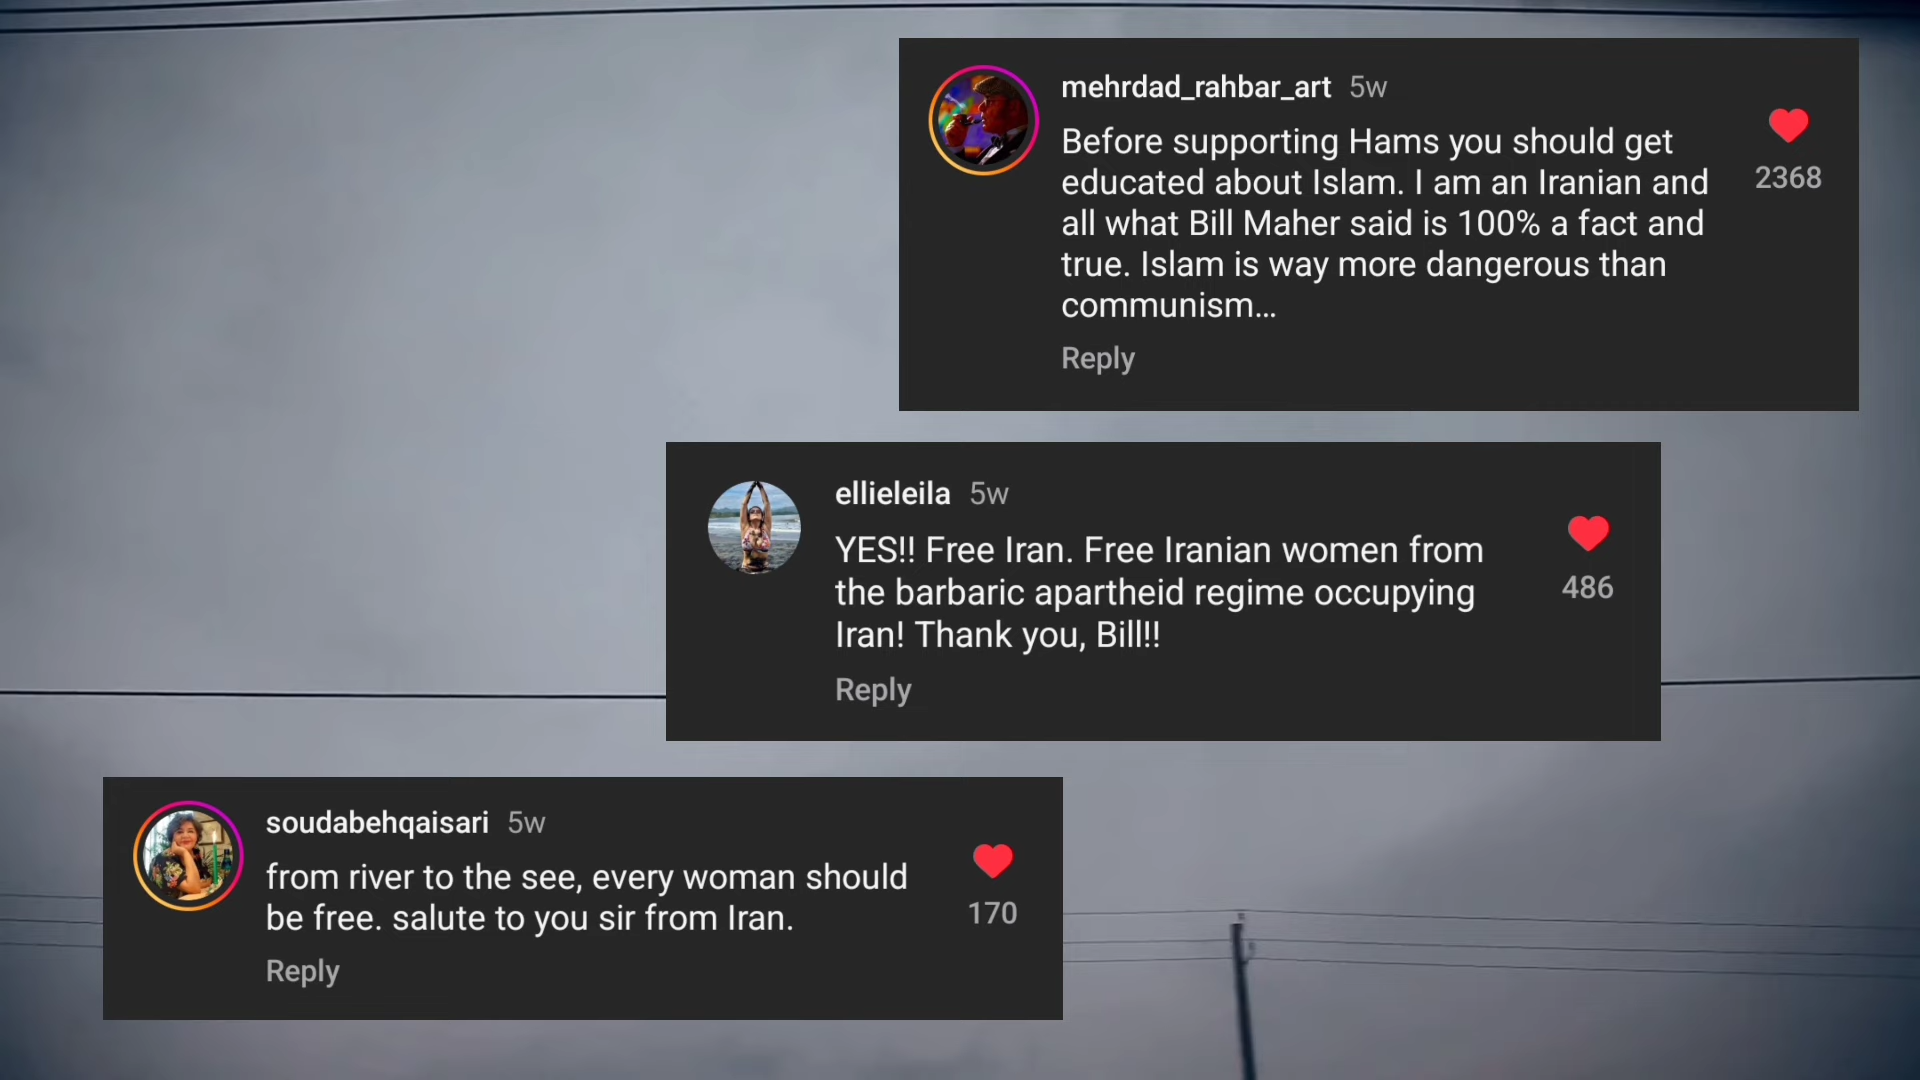 mehrdad_rahbar_art 5w
Before supporting Hams you should get
educated about Islam. I am an Iranian and
all what Bill Maher said is 100% a fact and
true. Islam is way more dangerous than
communism...
2368
Reply
ellieleila 5w
YES!! Free Iran. Free Iranian women from
the barbaric apartheid regime occupying
Iran! Thank you, Bill!!
486
Reply
soudabehqaisari 5w
from river to the see, every woman should
be free. salute to you sir from Iran.
170
Reply